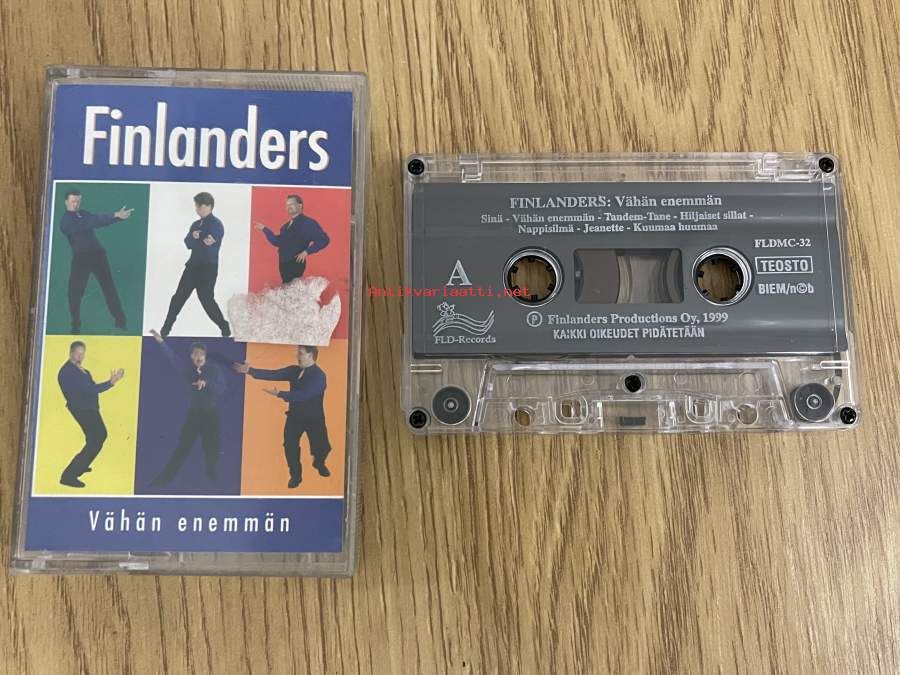 Finlanders
Vähän enemmän
FINLANDERS: Vähän enemmän
Sinä - Vähän enemmän - Tandem-Tane - Hiljaiset sillat -
Nappisilmä - Jeanette - Kuumaa huumaa
A
FLDMC-32
TEOSTO
BIEM/n©b
Antikvariaatti.net
FLD-Records
Ⓟ Finlanders Productions Oy, 1999
KAIKKI OIKEUDET PIDÄTETÄÄN